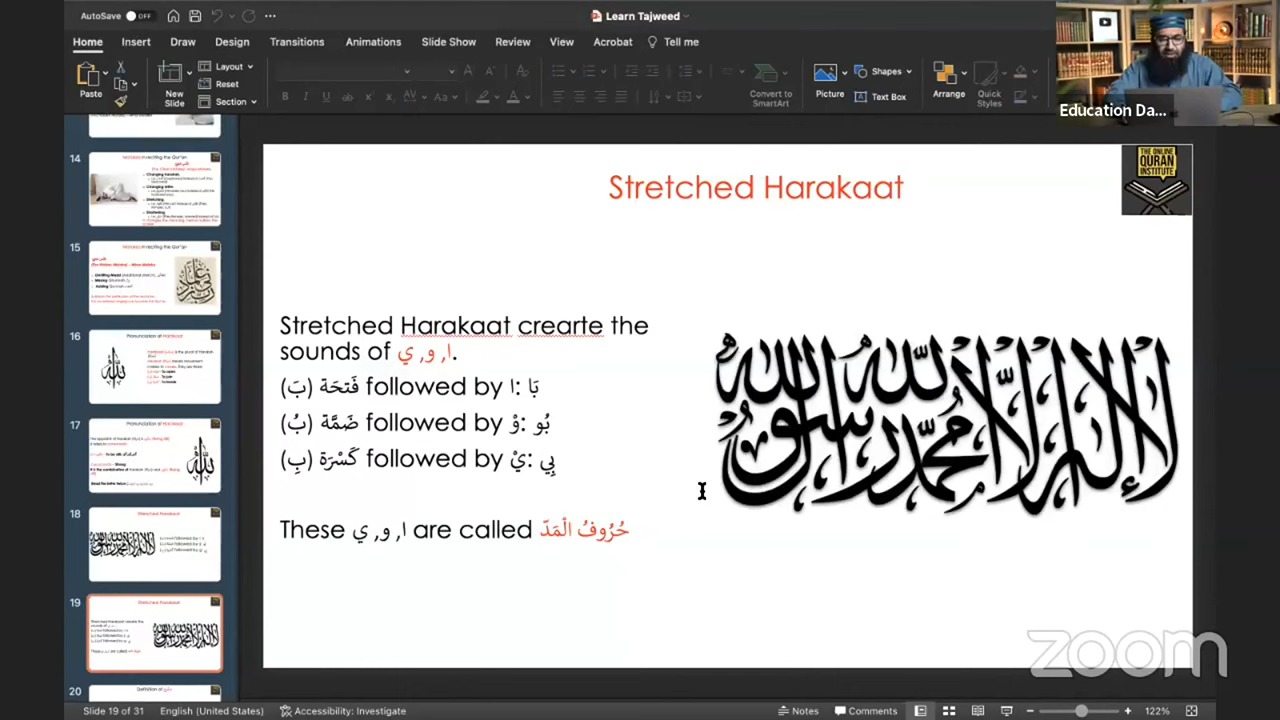 AutoSave OFF
Learn Tajweed
Home Insert Draw Design Transitions Animations Slide Show Review View Acrobat Tell me
Paste
New Slide
Layout
Reset
Section
Convert to SmartArt
Picture
Shapes
Text Box
Arrange
Quick Styles
Education Da...
14
15
16
17
18
19
20
Stretched Harakaat
THE ONLINE QURAN INSTITUTE
Stretched Harakaat crearte the
sounds of ا, و, ي.
(بَ) فَتحَة followed by ا: بَا
(بُ) ضَمَّة followed by وْ: بُو
(بِ) كَسْرَة followed by يْ: بِي
These ا, و, ي are called حُرُوفُ الْمَدّ
لا إله إلا الله محمد رسول الله
zoom
Slide 19 of 31 English (United States) Accessibility: Investigate Notes Comments 122%